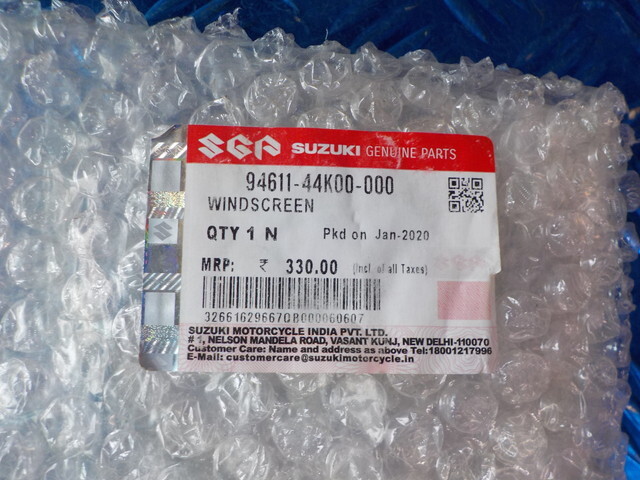 SGP SUZUKI GENUINE PARTS
94611-44K00-000
WINDSCREEN
QTY 1 N Pkd on Jan-2020
MRP: ₹ 330.00 (Incl. of all Taxes)
SUZUKI MOTORCYCLE INDIA PVT. LTD.
# 1, NELSON MANDELA ROAD, VASANT KUNJ, NEW DELHI-110070
Customer Care: Name and address as above Tel:18001217996
E-Mail: customercare@suzukimotorcycle.in